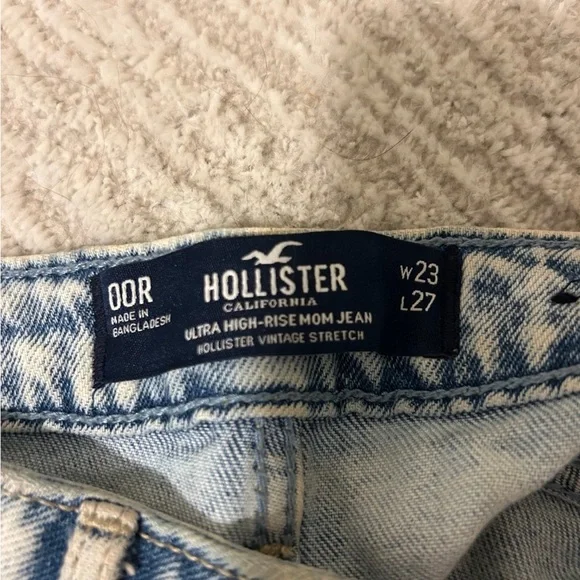 00R
MADE IN
BANGLADESH
HOLLISTER
CALIFORNIA
ULTRA HIGH-RISE MOM JEAN
HOLLISTER VINTAGE STRETCH
W23
L27